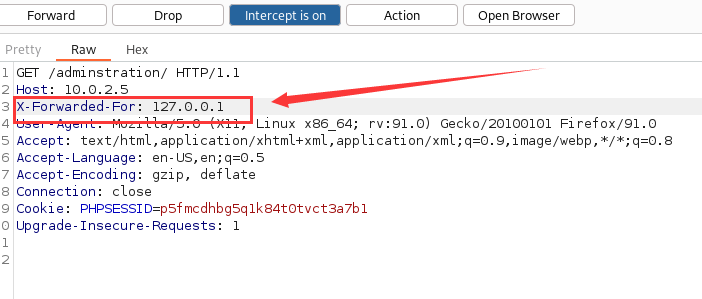 Forward Drop Intercept is on Action Open Browser
Pretty Raw Hex
1 GET /adminstration/ HTTP/1.1
2 Host: 10.0.2.5
3 X-Forwarded-For: 127.0.0.1
4 User-Agent: Mozilla/5.0 (X11; Linux x86_64; rv:91.0) Gecko/20100101 Firefox/91.0
5 Accept: text/html,application/xhtml+xml,application/xml;q=0.9,image/webp,*/*;q=0.8
6 Accept-Language: en-US,en;q=0.5
7 Accept-Encoding: gzip, deflate
8 Connection: close
9 Cookie: PHPSESSID=p5fmcdhbg5q1k84t0tvct3a7b1
0 Upgrade-Insecure-Requests: 1
1
2